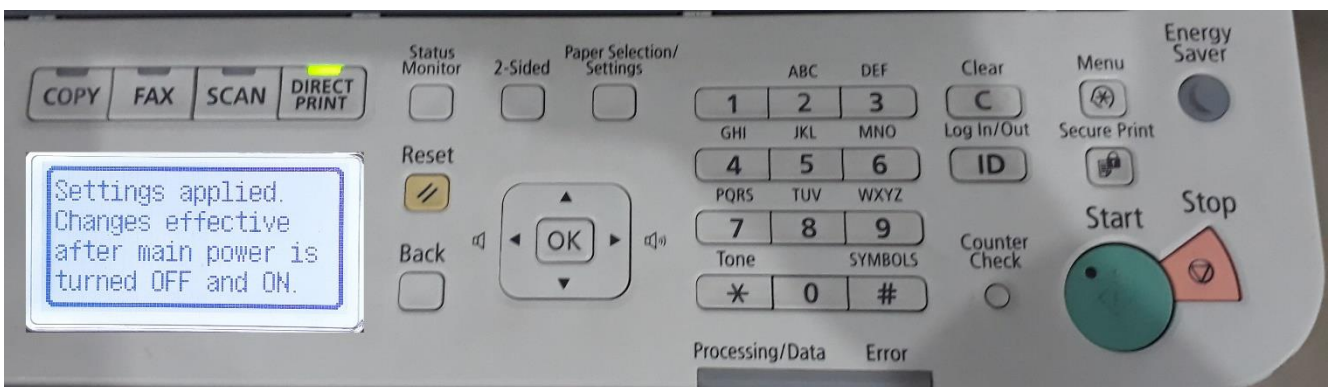 COPY FAX SCAN DIRECT PRINT
Settings applied.
Changes effective
after main power is
turned OFF and ON.
Status Monitor
2-Sided
Paper Selection/
Settings
Reset
Back
OK
ABC DEF
1 2 3
GHI JKL MNO
4 5 6
PQRS TUV WXYZ
7 8 9
Tone SYMBOLS
* 0 #
Processing/Data Error
Clear
C
Log In/Out
ID
Counter
Check
Menu
Secure Print
Energy
Saver
Start
Stop